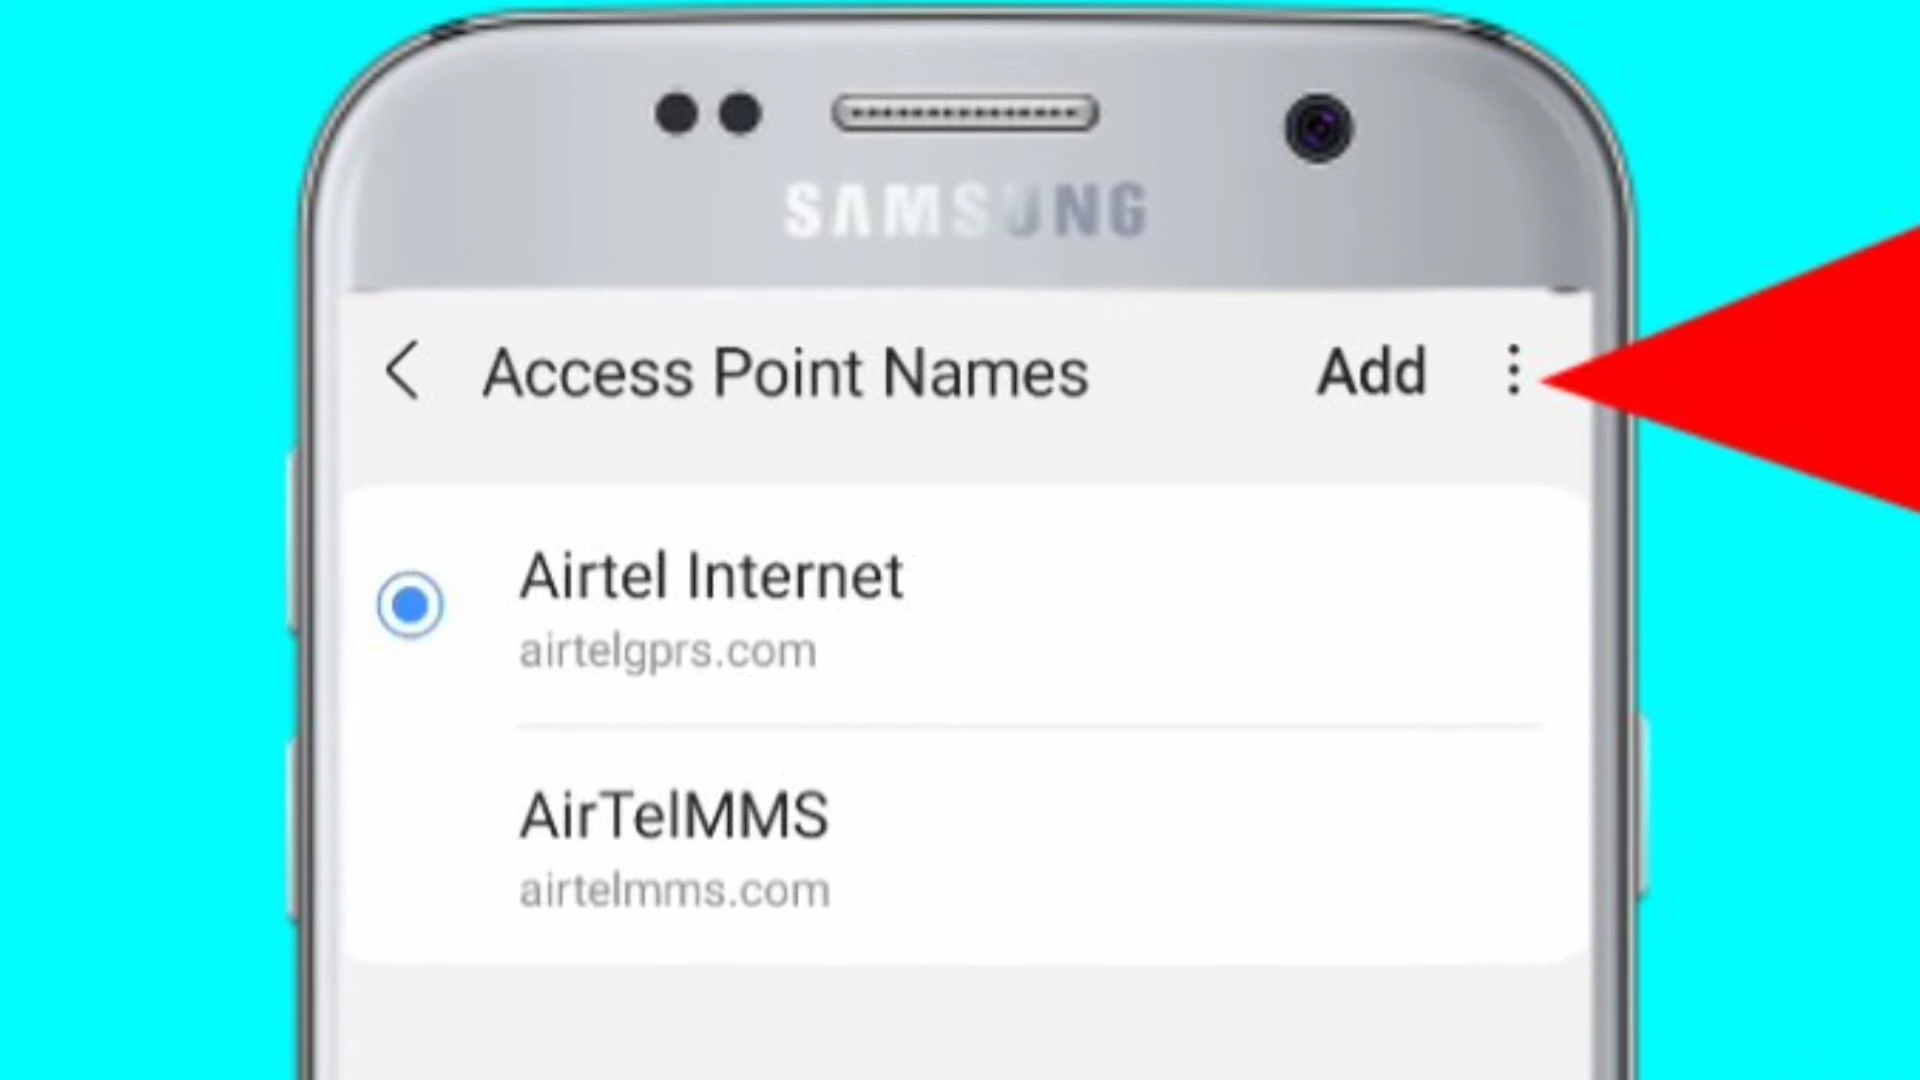 SAMSUNG
Access Point Names Add
Airtel Internet
airtelgprs.com
AirTelMMS
airtelmms.com